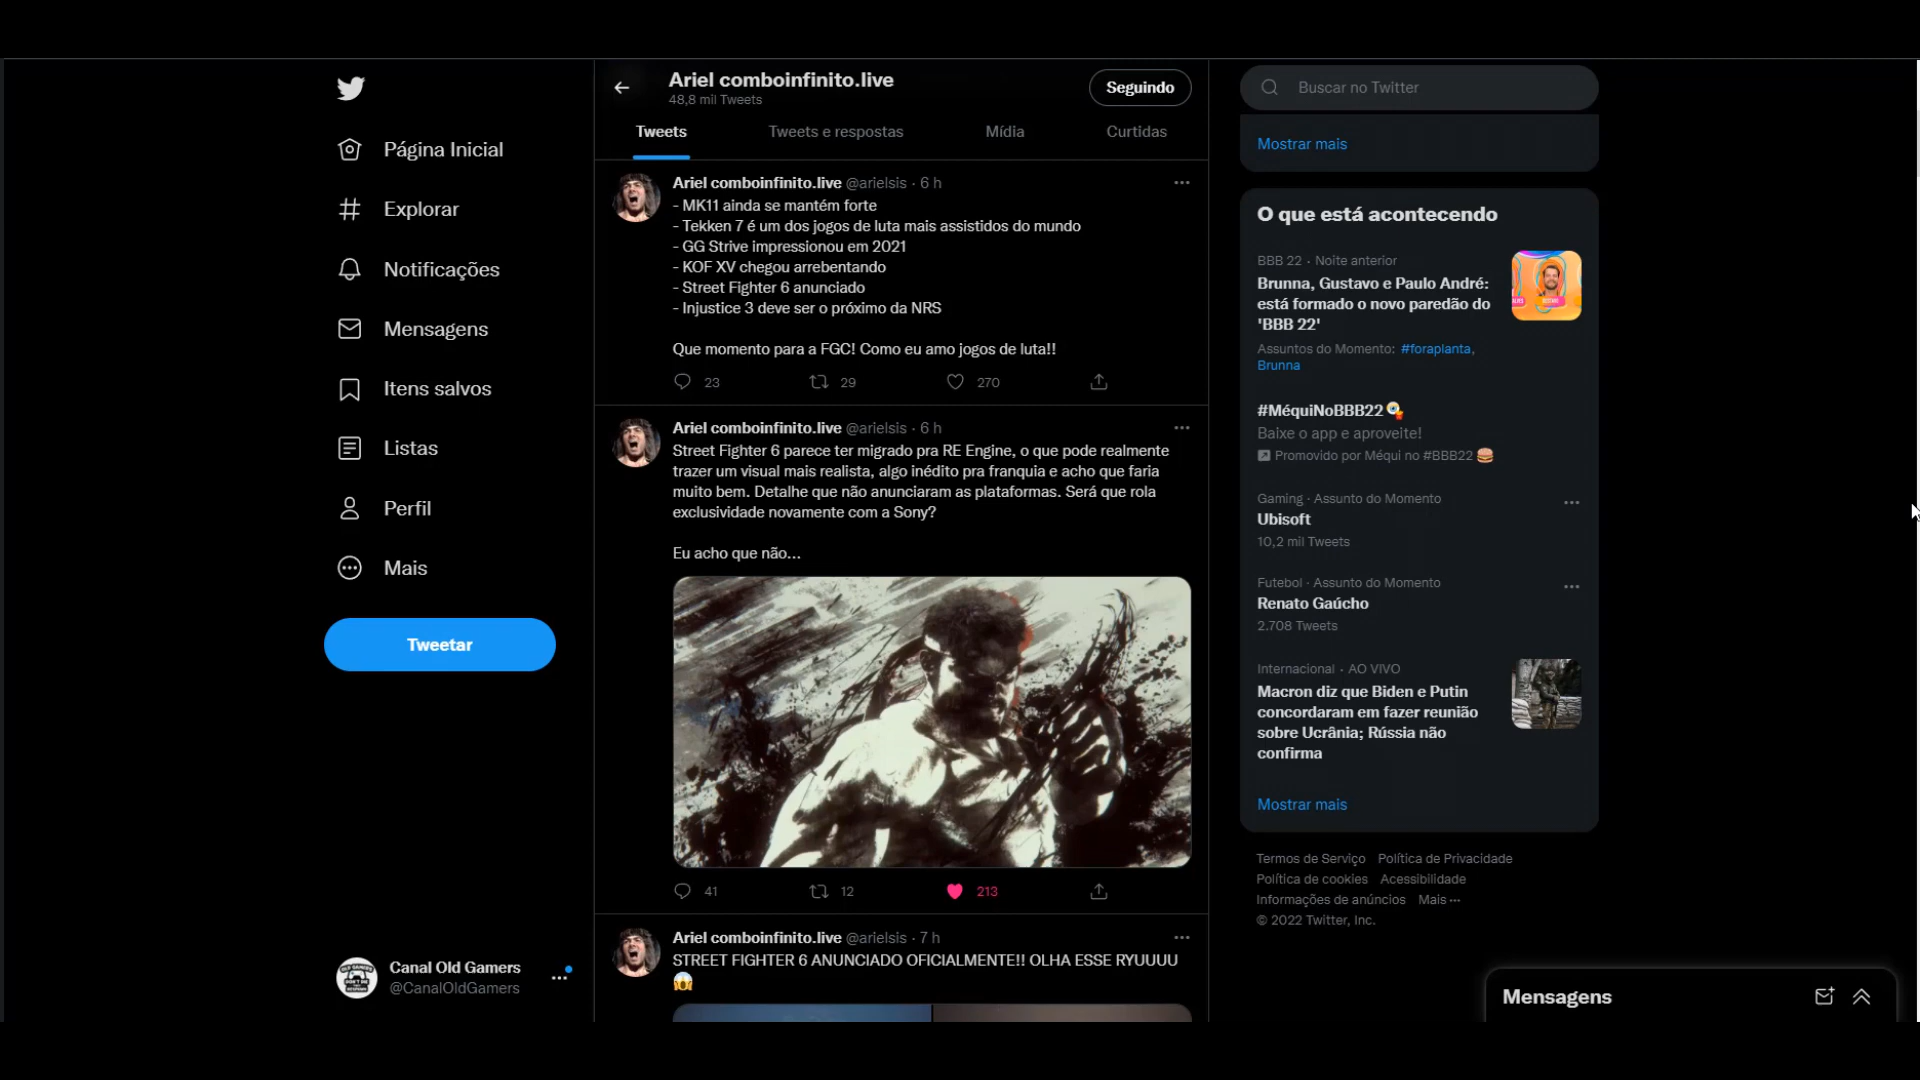 Página Inicial
Explorar
Notificações
Mensagens
Itens salvos
Listas
Perfil
Mais
Tweetar
Canal Old Gamers
@CanalOldGamers
Ariel comboinfinito.live
48,8 mil Tweets
Seguindo
Tweets
Tweets e respostas
Mídia
Curtidas
Ariel comboinfinito.live @arielsis · 6 h
- MK11 ainda se mantém forte
- Tekken 7 é um dos jogos de luta mais assistidos do mundo
- GG Strive impressionou em 2021
- KOF XV chegou arrebentando
- Street Fighter 6 anunciado
- Injustice 3 deve ser o próximo da NRS
Que momento para a FGC! Como eu amo jogos de luta!!
23 29 270
Ariel comboinfinito.live @arielsis · 6 h
Street Fighter 6 parece ter migrado pra RE Engine, o que pode realmente
trazer um visual mais realista, algo inédito pra franquia e acho que faria
muito bem. Detalhe que não anunciaram as plataformas. Será que rola
exclusividade novamente com a Sony?
Eu acho que não...
41 12 213
Ariel comboinfinito.live @arielsis · 7 h
STREET FIGHTER 6 ANUNCIADO OFICIALMENTE!! OLHA ESSE RYUUUU
😱
Buscar no Twitter
Mostrar mais
O que está acontecendo
BBB 22 · Noite anterior
Brunna, Gustavo e Paulo André:
está formado o novo paredão do
'BBB 22'
Assuntos do Momento: #foraplanta,
Brunna
#MéquiNoBBB22
Baixe o app e aproveite!
Promovido por Méqui no #BBB22 🍔
Gaming · Assunto do Momento
Ubisoft
10,2 mil Tweets
Futebol · Assunto do Momento
Renato Gaúcho
2.708 Tweets
Internacional · AO VIVO
Macron diz que Biden e Putin
concordaram em fazer reunião
sobre Ucrânia; Rússia não
confirma
Mostrar mais
Termos de Serviço Política de Privacidade
Política de cookies Acessibilidade
Informações de anúncios Mais ···
© 2022 Twitter, Inc.
Mensagens